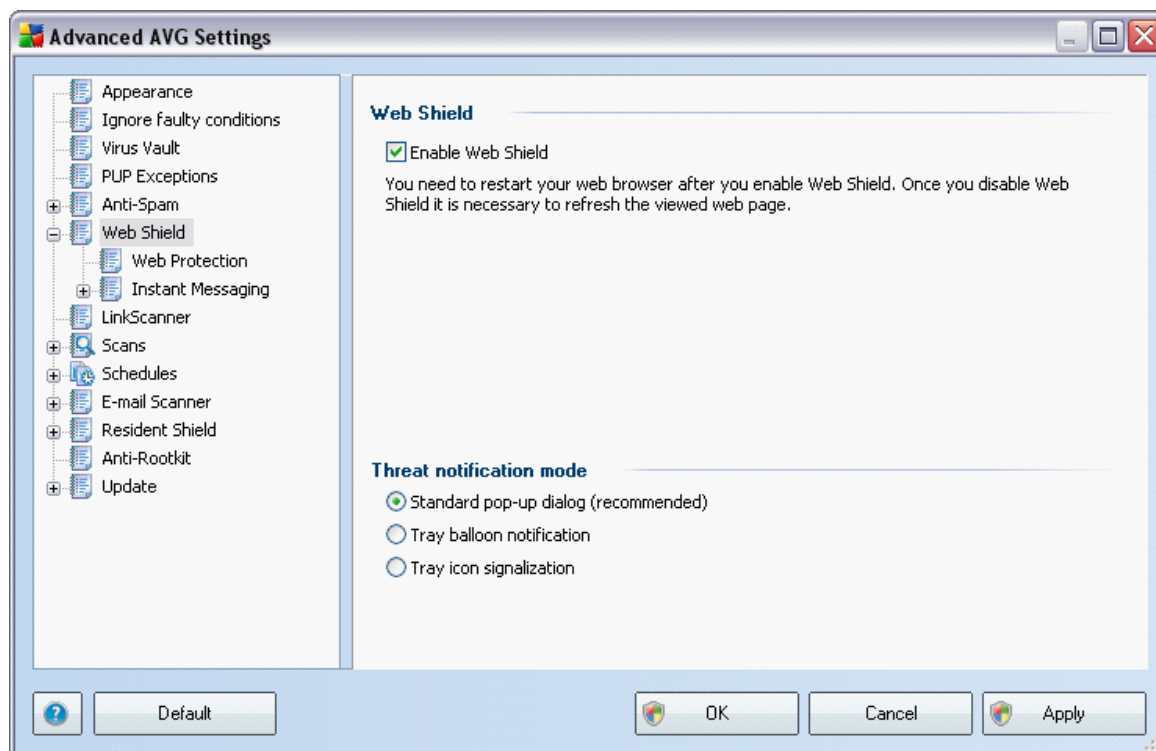 Advanced AVG Settings
Appearance
Ignore faulty conditions
Virus Vault
PUP Exceptions
Anti-Spam
Web Shield
Web Protection
Instant Messaging
LinkScanner
Scans
Schedules
E-mail Scanner
Resident Shield
Anti-Rootkit
Update
Web Shield
Enable Web Shield
You need to restart your web browser after you enable Web Shield. Once you disable Web
Shield it is necessary to refresh the viewed web page.
Threat notification mode
Standard pop-up dialog (recommended)
Tray balloon notification
Tray icon signalization
Default
OK
Cancel
Apply